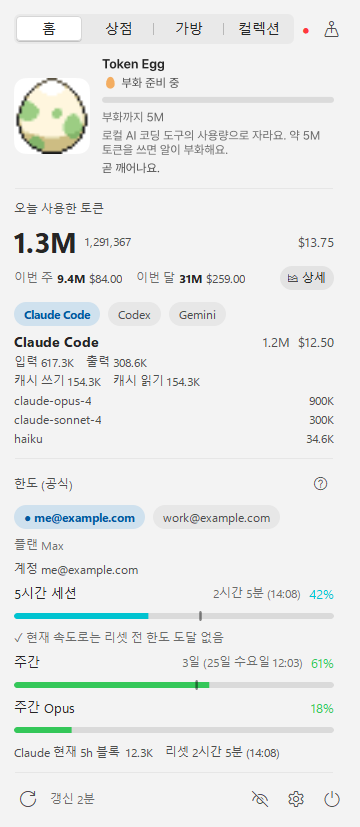 홈 상점 가방 컬렉션
Token Egg
부화 준비 중
부화까지 5M
로컬 AI 코딩 도구의 사용량으로 자라요. 약 5M
토큰을 쓰면 알이 부화해요.
곧 깨어나요.
오늘 사용한 토큰
1.3M 1,291,367 $13.75
이번 주 9.4M $84.00 이번 달 31M $259.00 상세
Claude Code Codex Gemini
Claude Code 1.2M $12.50
입력 617.3K 출력 308.6K
캐시 쓰기 154.3K 캐시 읽기 154.3K
claude-opus-4 900K
claude-sonnet-4 300K
haiku 34.6K
한도 (공식)
● me@example.com work@example.com
플랜 Max
계정 me@example.com
5시간 세션 2시간 5분 (14:08) 42%
✓ 현재 속도로는 리셋 전 한도 도달 없음
주간 3일 (25일 수요일 12:03) 61%
주간 Opus 18%
Claude 현재 5h 블록 12.3K 리셋 2시간 5분 (14:08)
갱신 2분